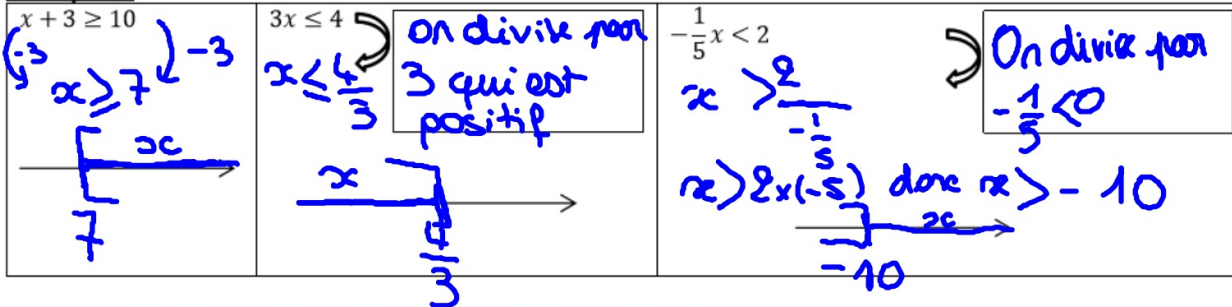 x + 3 ≥ 10
-3 -3
x ≥ 7
x
7
3x ≤ 4
x ≤ 4/3
on divise par
3 qui est
positif
x
4/3
-1/5 x < 2
On divise par
-1/5 < 0
x > 2/(-1/5)
x > 2x(-5) donc x > -10
x
-10